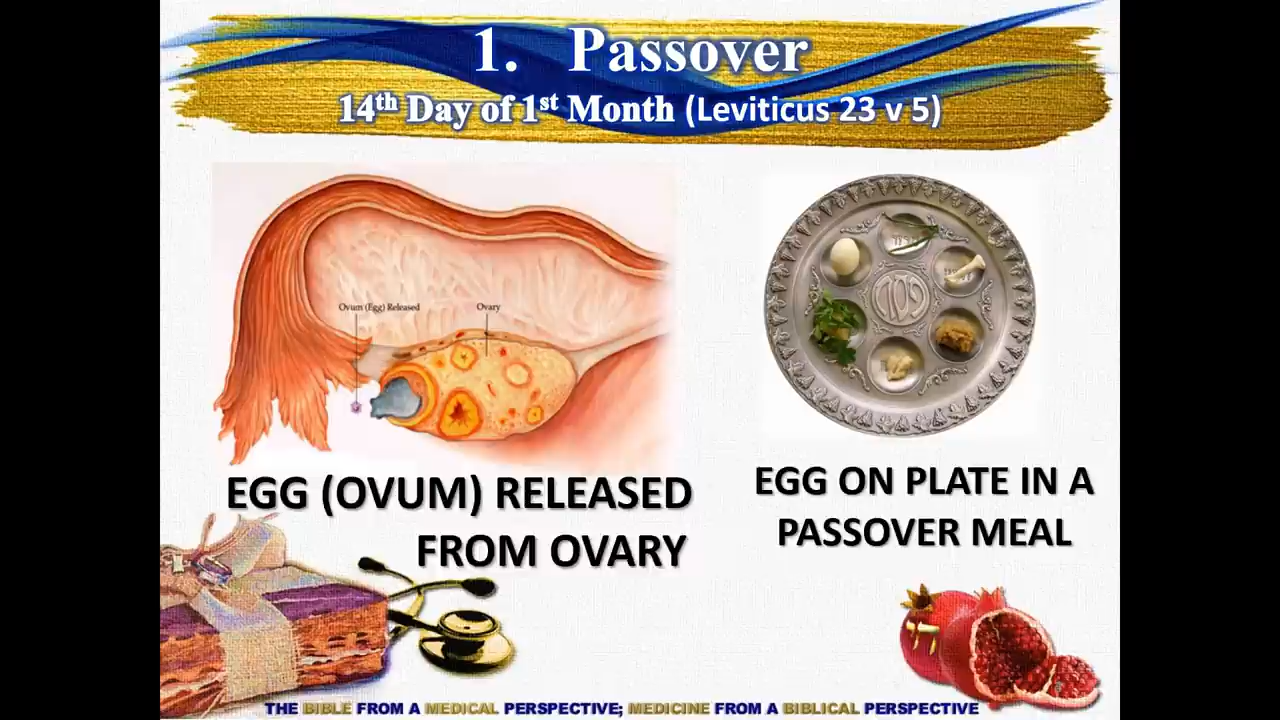 1. Passover
14th Day of 1st Month (Leviticus 23 v 5)
Ovum (Egg) Released
Ovary
EGG (OVUM) RELEASED
FROM OVARY
פסח
EGG ON PLATE IN A
PASSOVER MEAL
THE BIBLE FROM A MEDICAL PERSPECTIVE; MEDICINE FROM A BIBLICAL PERSPECTIVE